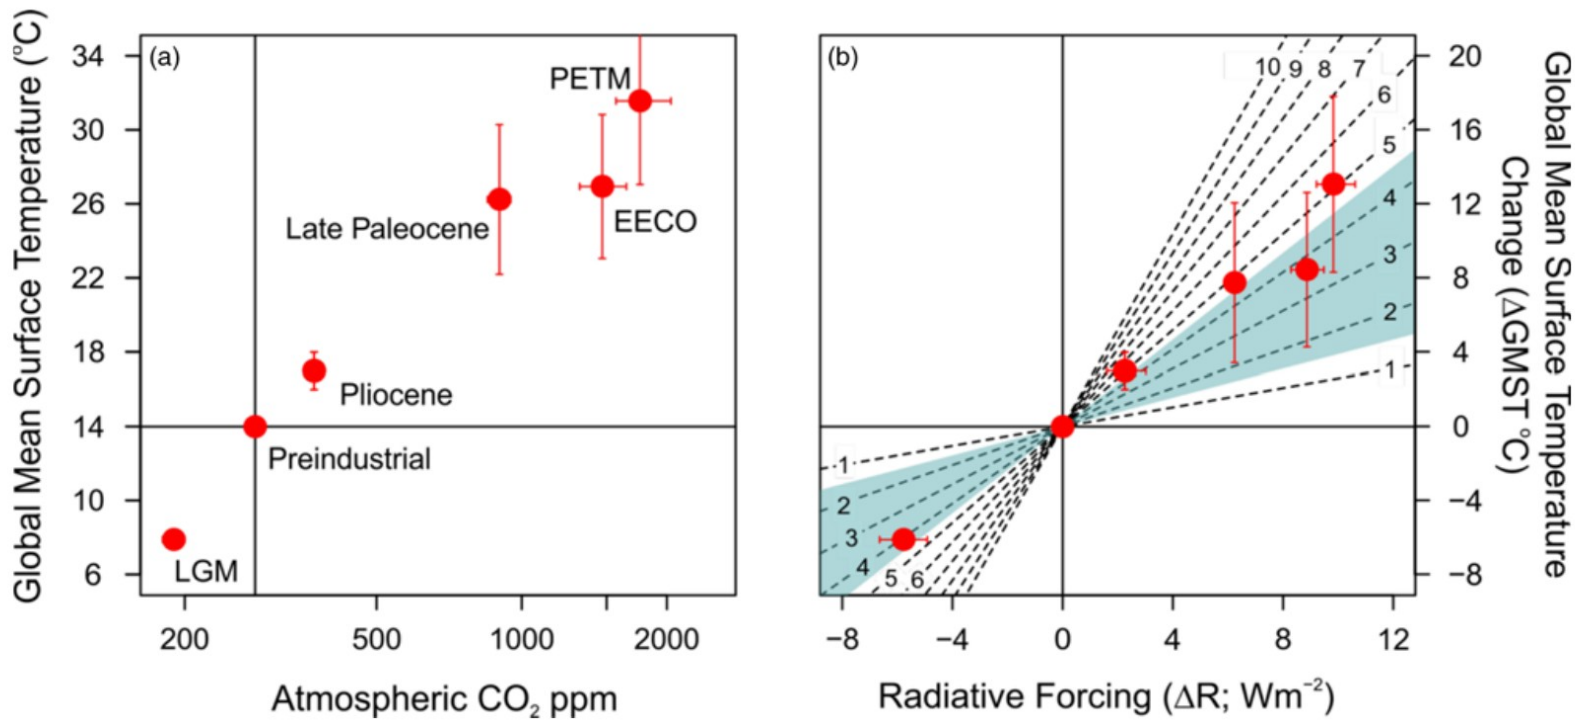 Global Mean Surface Temperature (°C)
34
30
26
22
18
14
10
6
(a)
PETM
Late Paleocene
EECO
Pliocene
Preindustrial
LGM
200
500
1000
2000
Atmospheric CO₂ ppm
(b)
10 9 8 7
6
5
4
3
2
1
1
2
3
4
5 6
20
16
12
8
4
0
−4
−8
−8
−4
0
4
8
12
Radiative Forcing (ΔR; Wm⁻²)
Global Mean Surface Temperature
Change (ΔGMST °C)